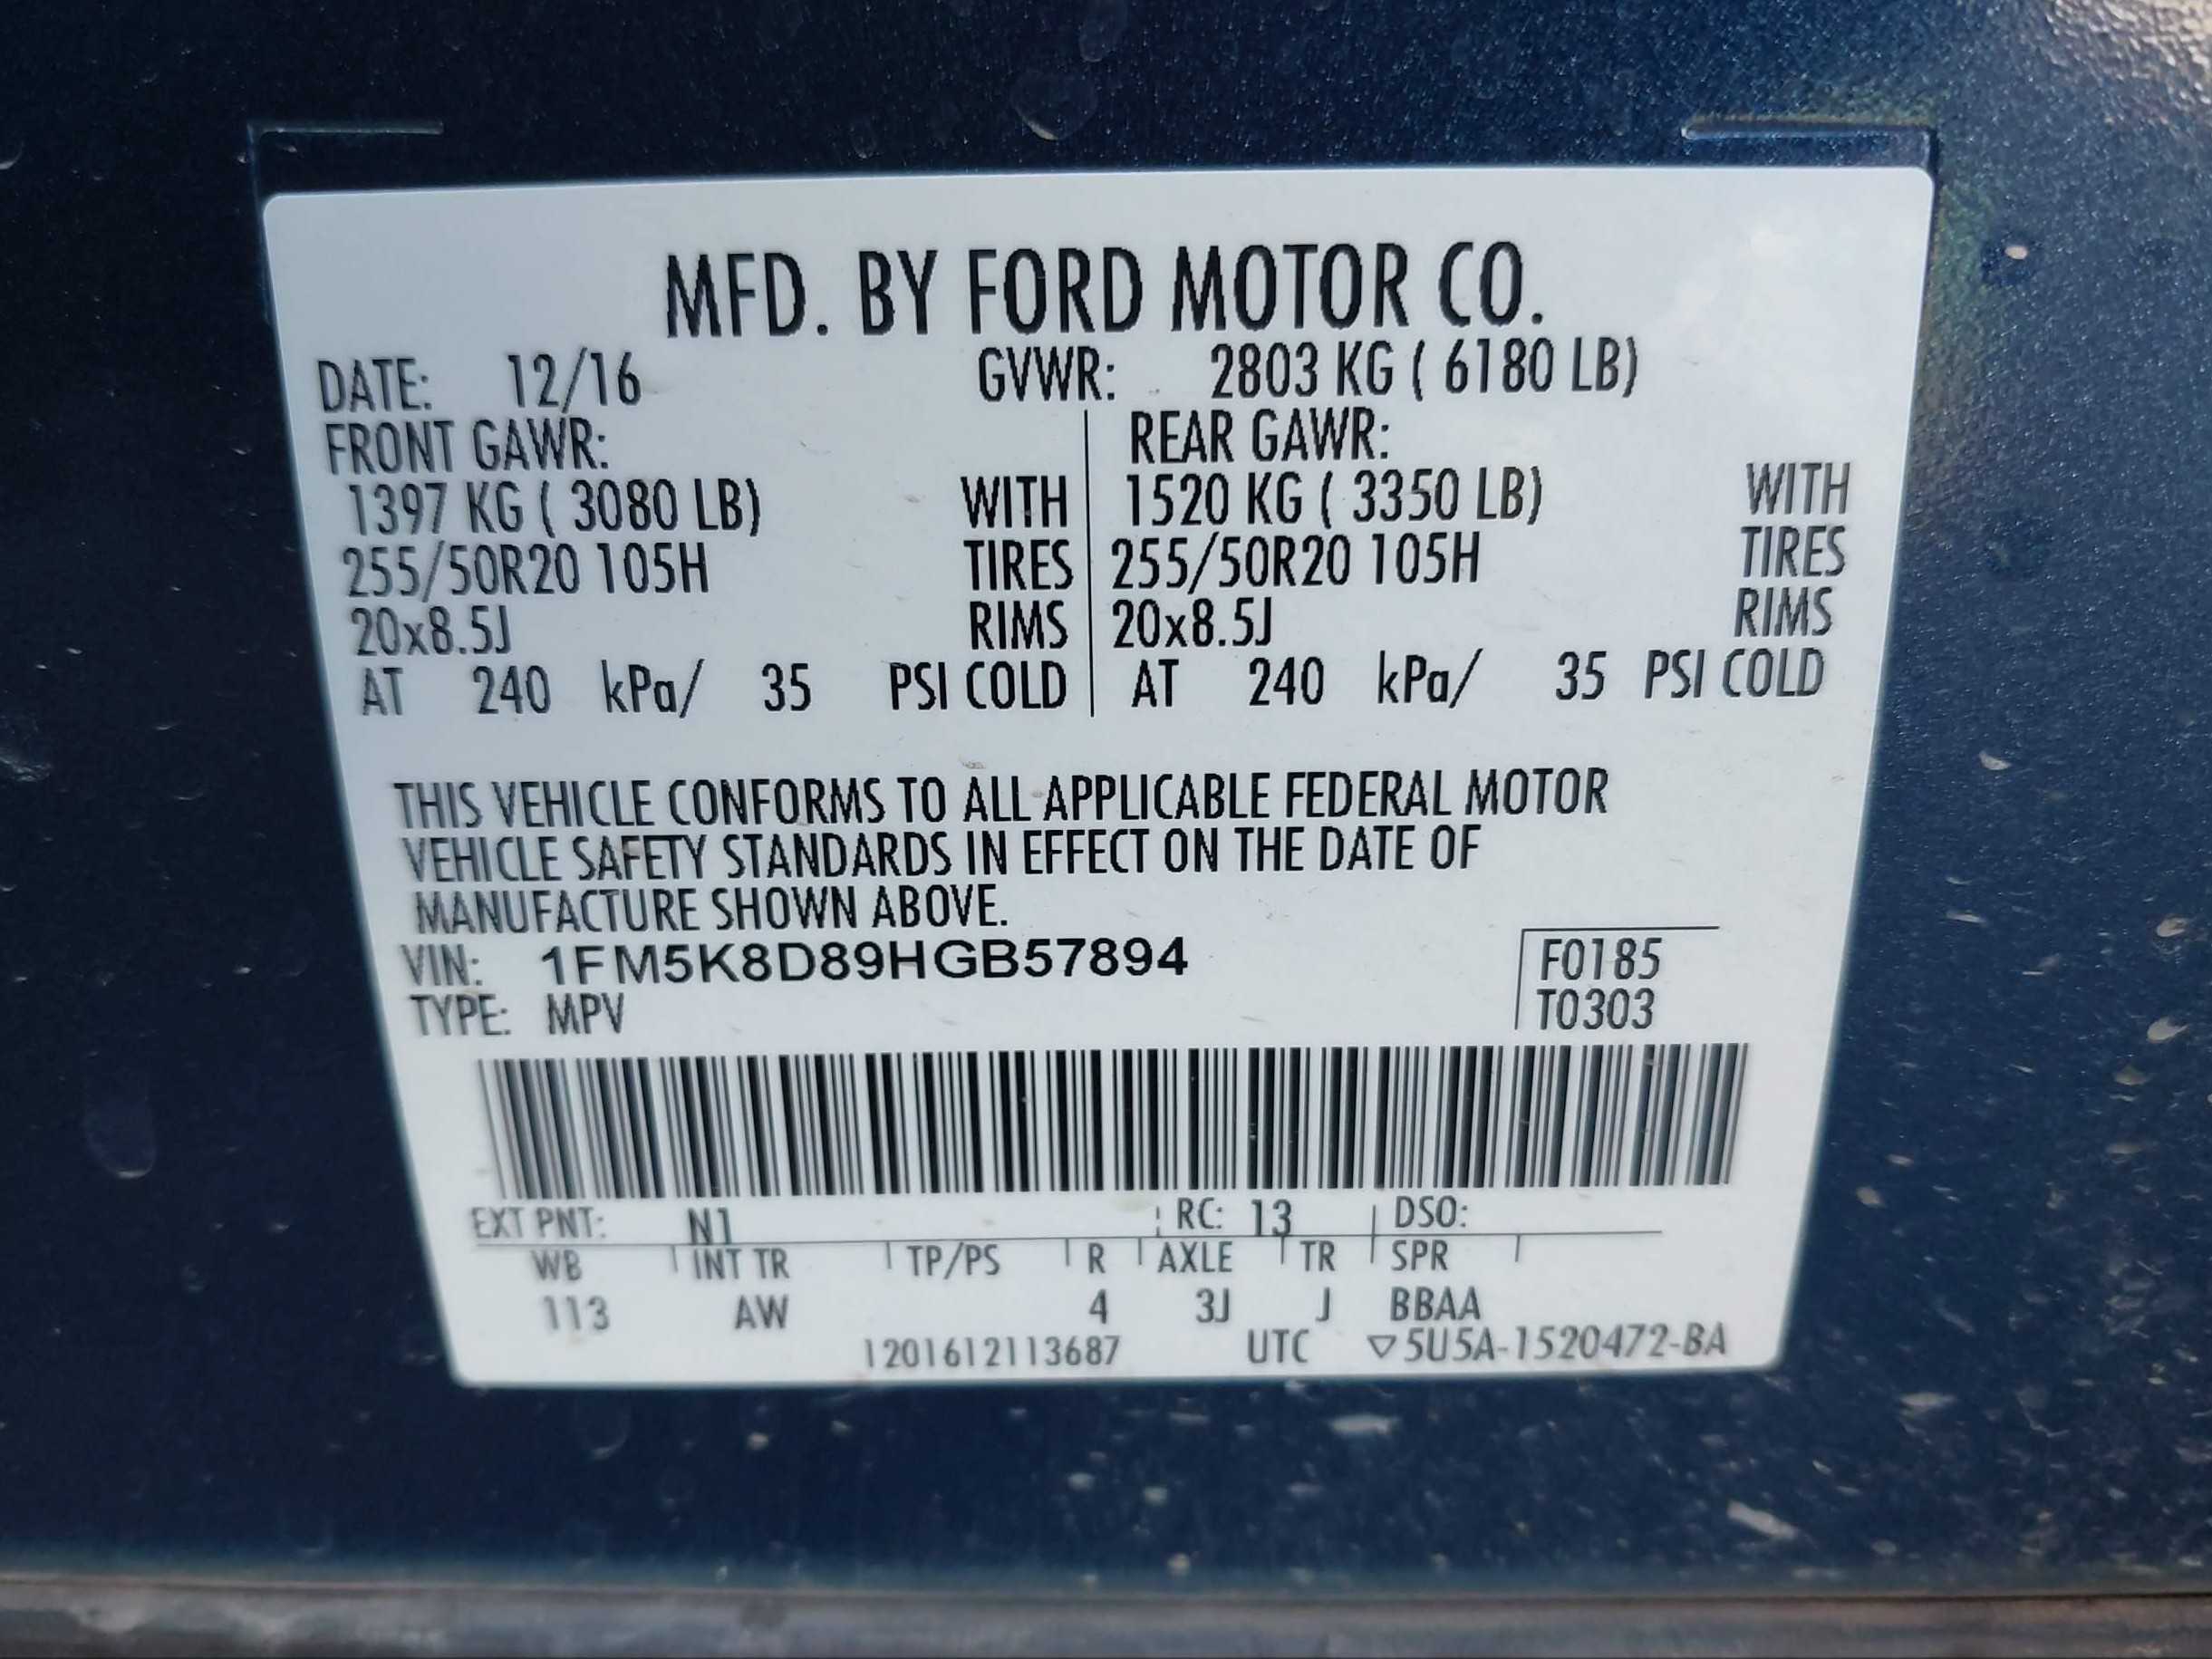 MFD. BY FORD MOTOR CO.
DATE: 12/16 GVWR: 2803 KG ( 6180 LB)
FRONT GAWR: REAR GAWR:
1397 KG ( 3080 LB) WITH 1520 KG ( 3350 LB) WITH
255/50R20 105H TIRES 255/50R20 105H TIRES
20x8.5J RIMS 20x8.5J RIMS
AT 240 kPa/ 35 PSI COLD AT 240 kPa/ 35 PSI COLD
THIS VEHICLE CONFORMS TO ALL APPLICABLE FEDERAL MOTOR
VEHICLE SAFETY STANDARDS IN EFFECT ON THE DATE OF
MANUFACTURE SHOWN ABOVE.
VIN: 1FM5K8D89HGB57894 F0185
TYPE: MPV T0303
EXT PNT: N1 RC: 13 DSO:
WB INT TR TP/PS R AXLE TR SPR
113 AW 4 3J J BBAA
1201612113687 UTC ▽5U5A-1520472-BA